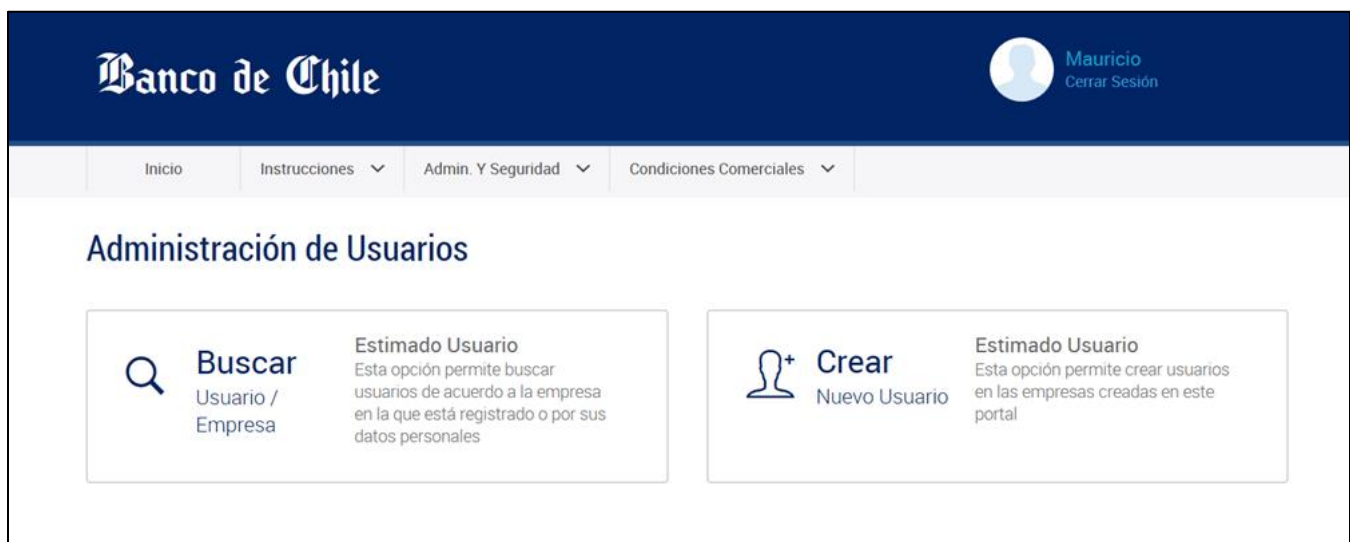 Banco de Chile
Mauricio
Cerrar Sesión
Inicio
Instrucciones
Admin. Y Seguridad
Condiciones Comerciales
Administración de Usuarios
Buscar
Usuario /
Empresa
Estimado Usuario
Esta opción permite buscar
usuarios de acuerdo a la empresa
en la que está registrado o por sus
datos personales
Crear
Nuevo Usuario
Estimado Usuario
Esta opción permite crear usuarios
en las empresas creadas en este
portal